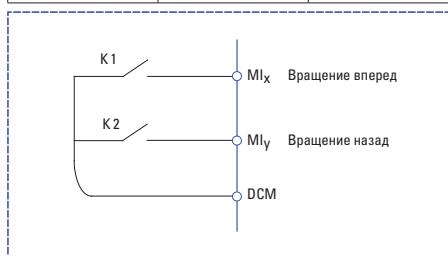 K1
MIx Вращение вперед
K2
MIy Вращение назад
DCM